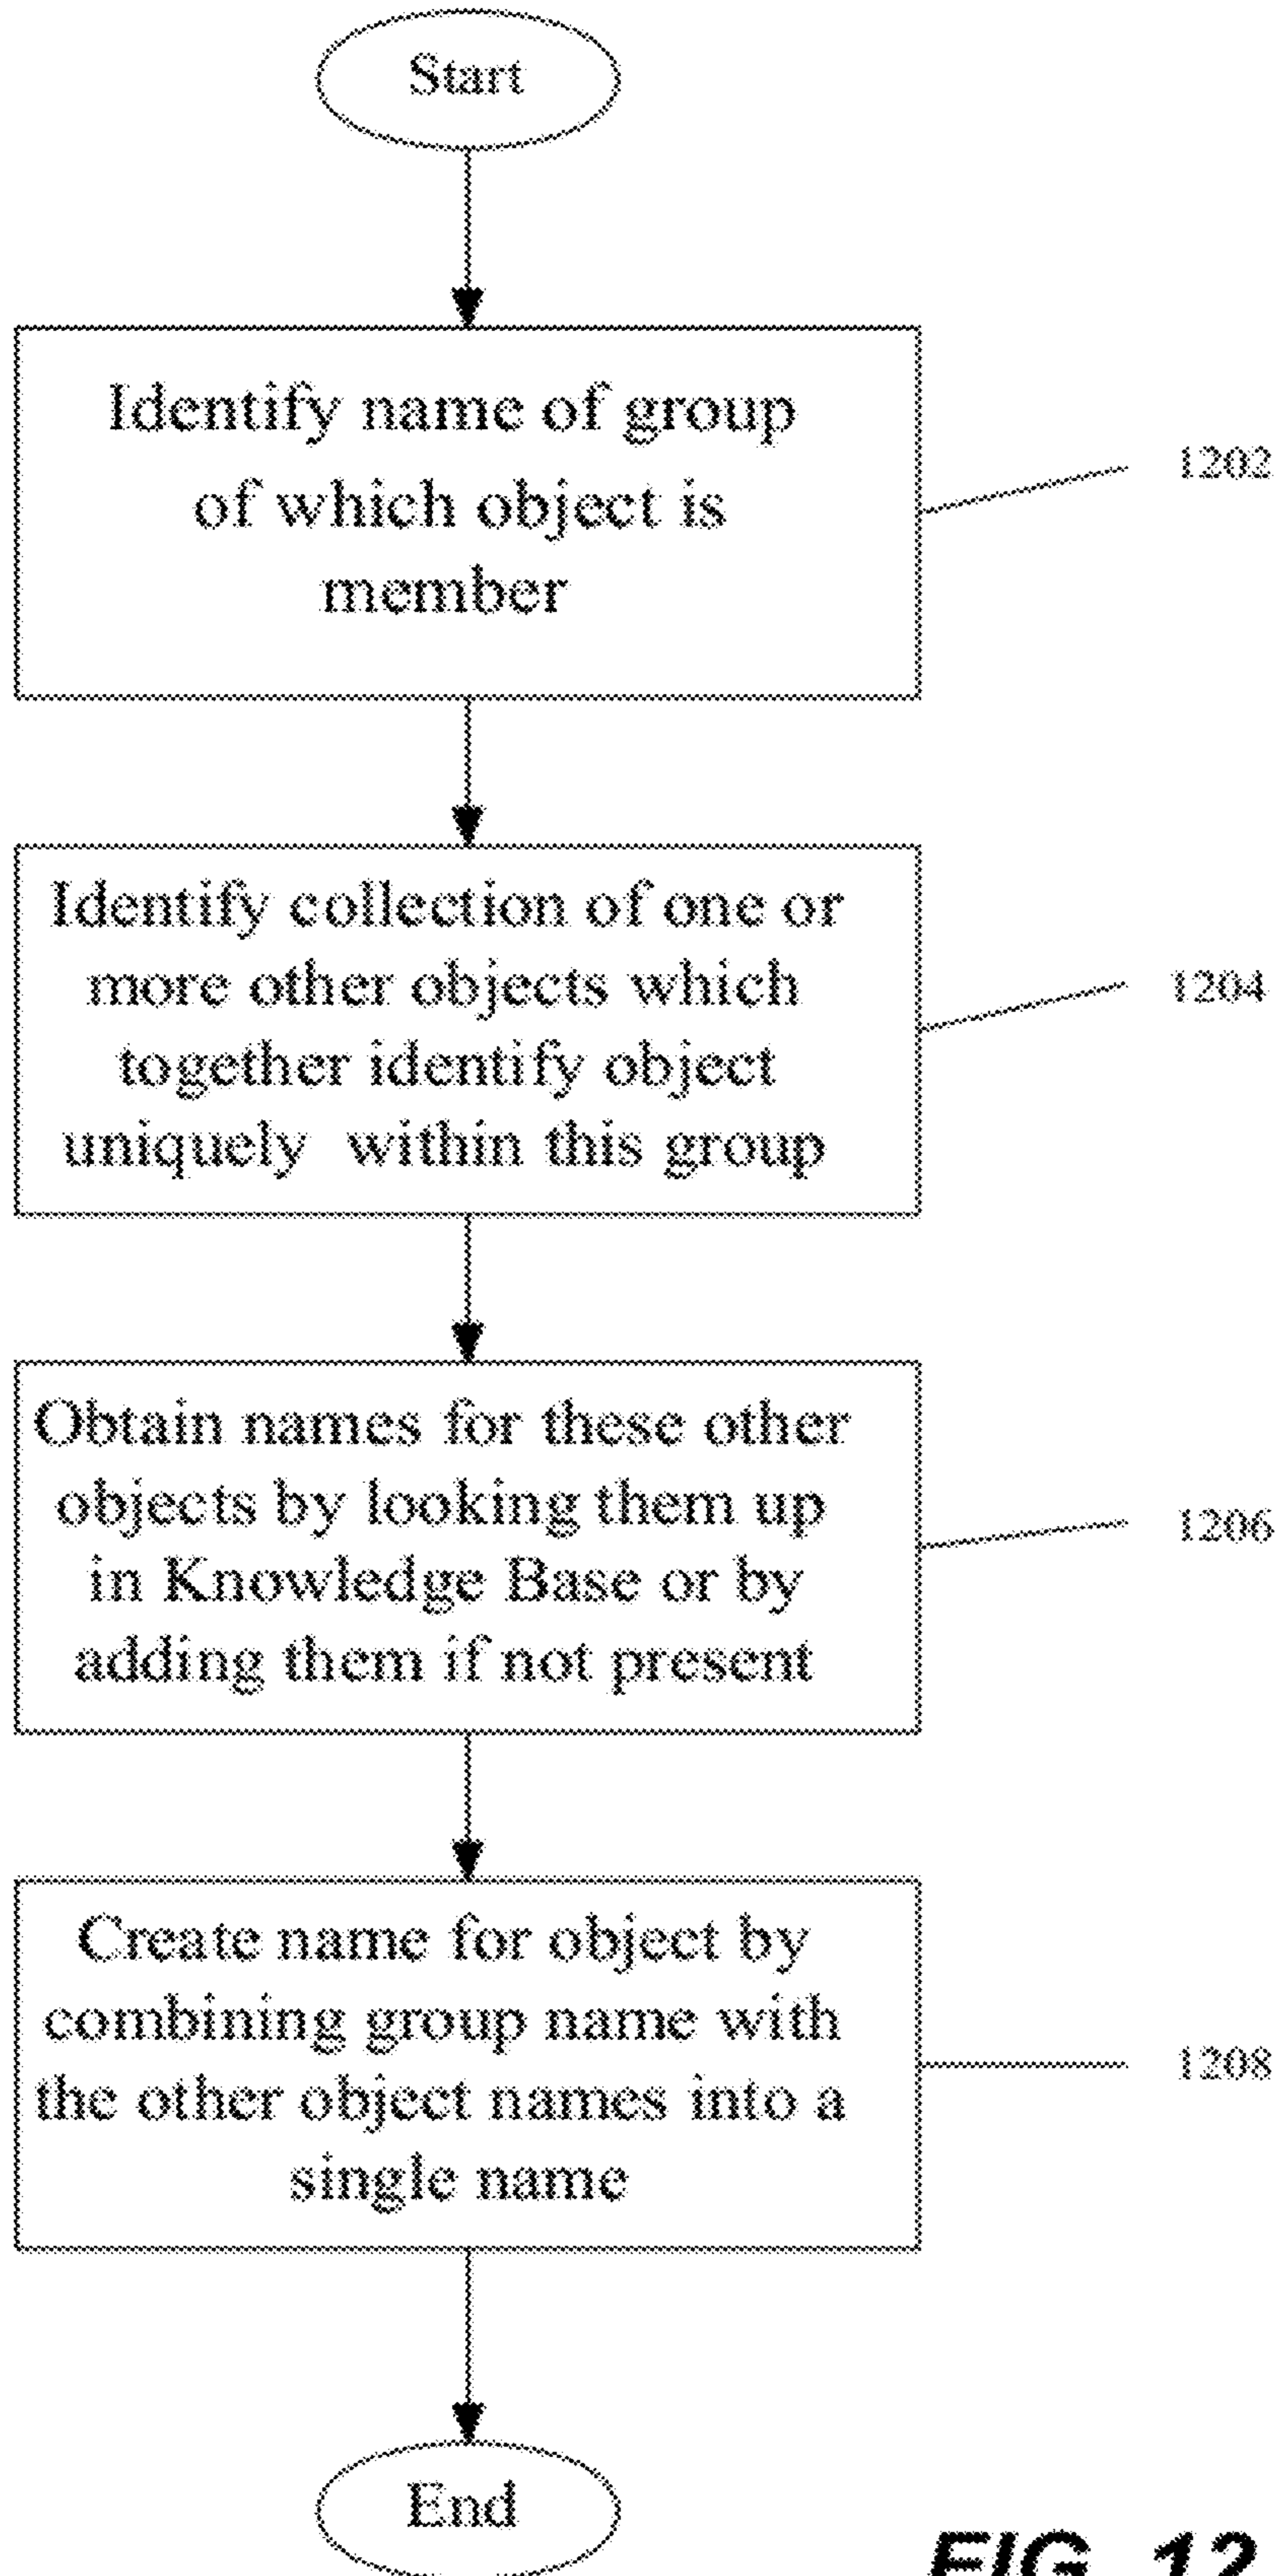 Start
Identify name of group
of which object is
member
1202
Identify collection of one or
more other objects which
together identify object
uniquely within this group
1204
Obtain names for these other
objects by looking them up
in Knowledge Base or by
adding them if not present
1206
Create name for object by
combining group name with
the other object names into a
single name
1208
End
FIG. 12